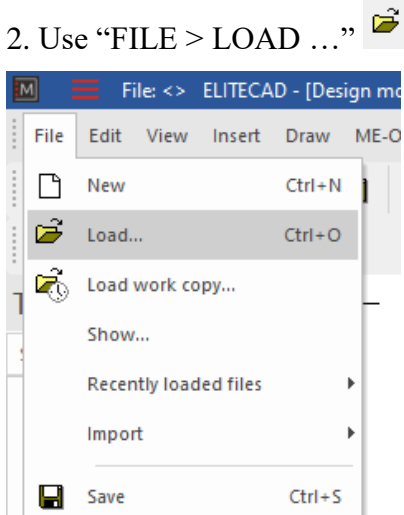 2. Use “FILE > LOAD …”
M File: <> ELITECAD - [Design mo
File Edit View Insert Draw ME-O
New Ctrl+N
Load... Ctrl+O
Load work copy...
Show...
Recently loaded files
Import
Save Ctrl+S